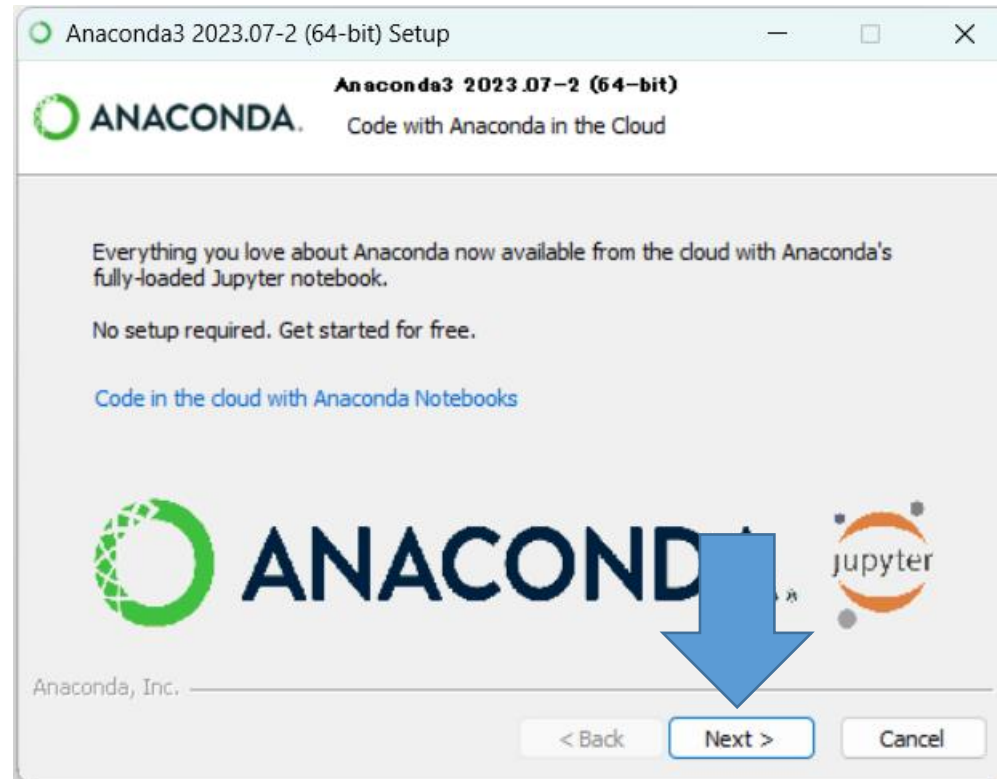 Anaconda3 2023.07-2 (64-bit) Setup
Anaconda3 2023.07-2 (64-bit)
ANACONDA.
Code with Anaconda in the Cloud
Everything you love about Anaconda now available from the cloud with Anaconda's
fully-loaded Jupyter notebook.
No setup required. Get started for free.
Code in the cloud with Anaconda Notebooks
ANACOND
jupyter
Anaconda, Inc.
< Back Next > Cancel